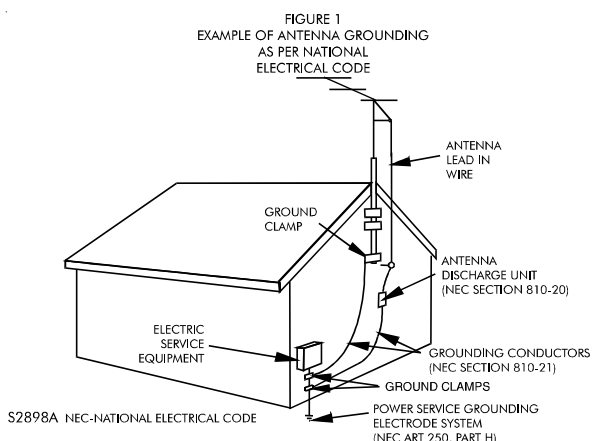 FIGURE 1
EXAMPLE OF ANTENNA GROUNDING
AS PER NATIONAL
ELECTRICAL CODE
ANTENNA
LEAD IN
WIRE
GROUND
CLAMP
ANTENNA
DISCHARGE UNIT
(NEC SECTION 810-20)
ELECTRIC
SERVICE
EQUIPMENT
GROUNDING CONDUCTORS
(NEC SECTION 810-21)
GROUND CLAMPS
POWER SERVICE GROUNDING
ELECTRODE SYSTEM
(NEC ART 250, PART H)
S2898A NEC-NATIONAL ELECTRICAL CODE